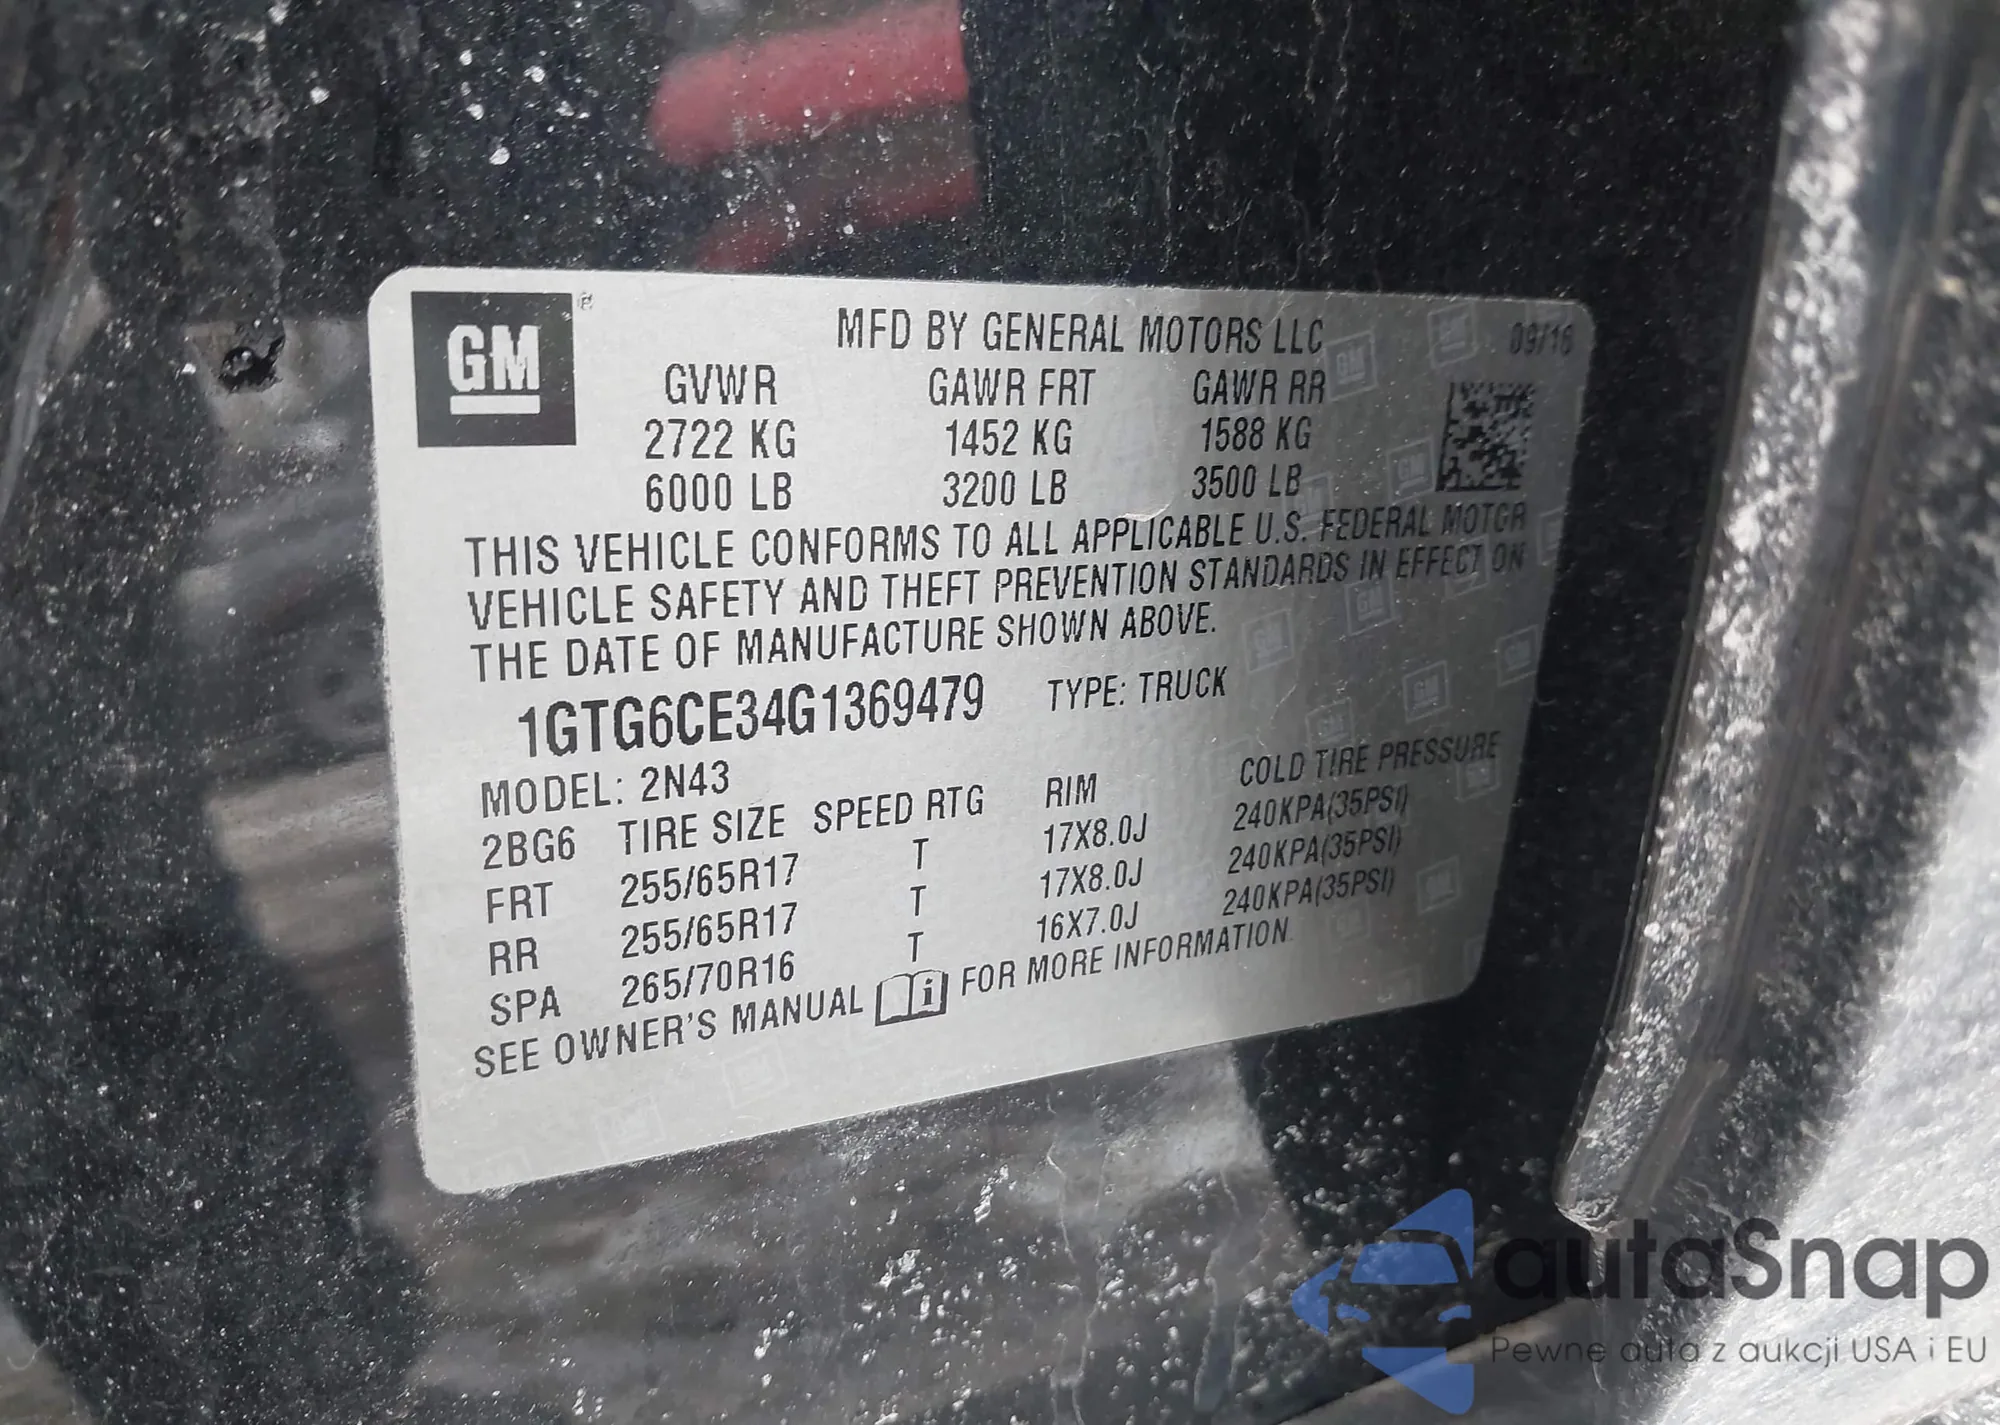 GM ®
MFD BY GENERAL MOTORS LLC 09/16
GVWR GAWR FRT GAWR RR
2722 KG 1452 KG 1588 KG
6000 LB 3200 LB 3500 LB
THIS VEHICLE CONFORMS TO ALL APPLICABLE U.S. FEDERAL MOTOR
VEHICLE SAFETY AND THEFT PREVENTION STANDARDS IN EFFECT ON
THE DATE OF MANUFACTURE SHOWN ABOVE.
1GTG6CE34G1369479 TYPE: TRUCK
MODEL: 2N43
2BG6 TIRE SIZE SPEED RTG RIM COLD TIRE PRESSURE
FRT 255/65R17 T 17X8.0J 240KPA(35PSI)
RR 255/65R17 T 17X8.0J 240KPA(35PSI)
SPA 265/70R16 T 16X7.0J 240KPA(35PSI)
SEE OWNER'S MANUAL i FOR MORE INFORMATION.
autaSnap
Pewne auta z aukcji USA i EU